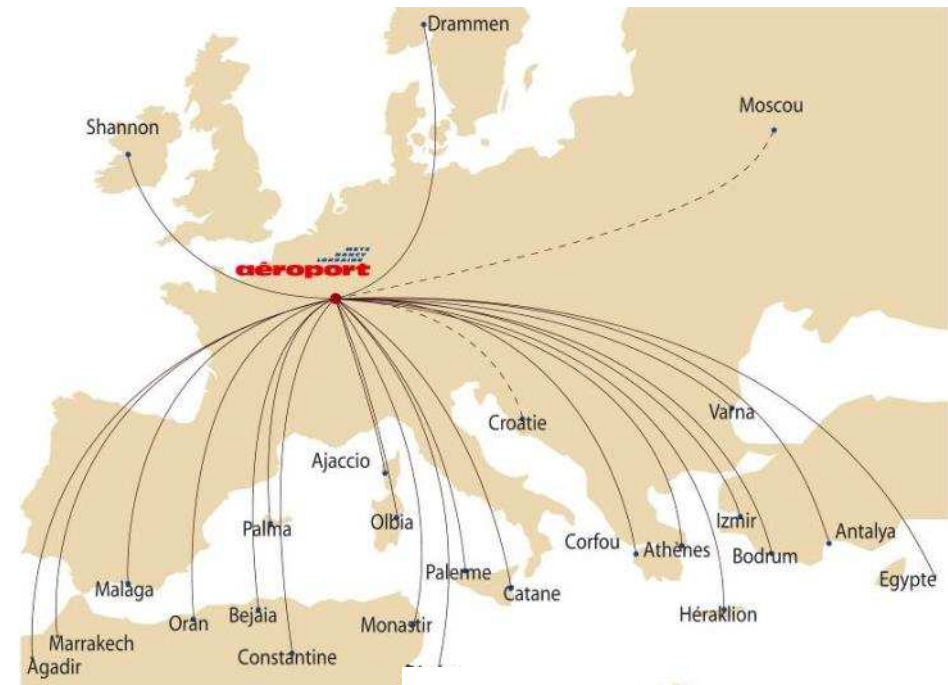 Drammen
Moscou
Shannon
METZ
NANCY
LORRAINE
aéroport
Croatie
Varna
Ajaccio
Palma
Olbia
Izmir
Antalya
Corfou
Athènes
Bodrum
Palerme
Egypte
Malaga
Catane
Bejàia
Héraklion
Oran
Monastir
Marrakech
Constantine
Agadir